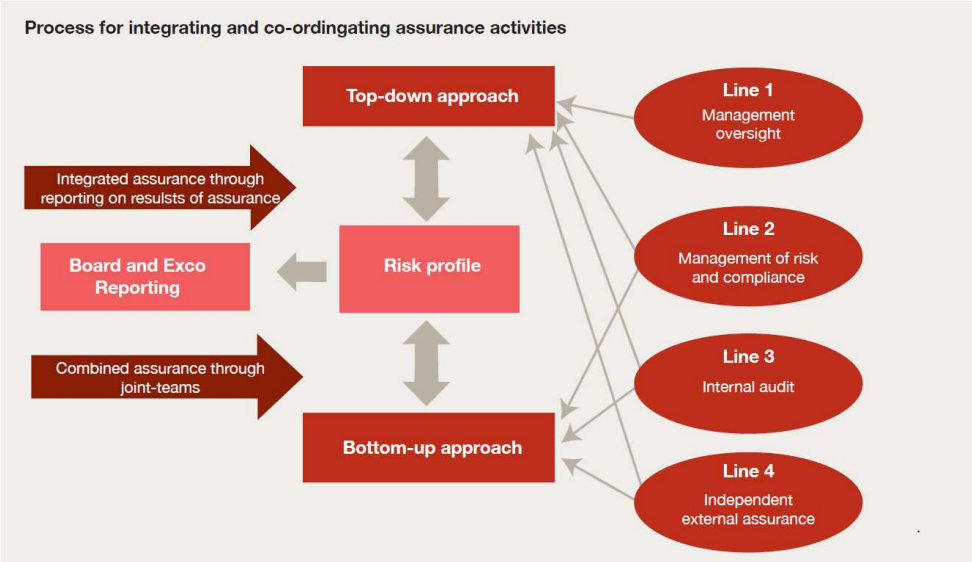 Process for integrating and co-ordingating assurance activities
Top-down approach
Line 1
Management
oversight
Integrated assurance through
reporting on resulsts of assurance
Line 2
Management of risk
and compliance
Board and Exco
Reporting
Risk profile
Line 3
Internal audit
Combined assurance through
joint-teams
Bottom-up approach
Line 4
Independent
external assurance